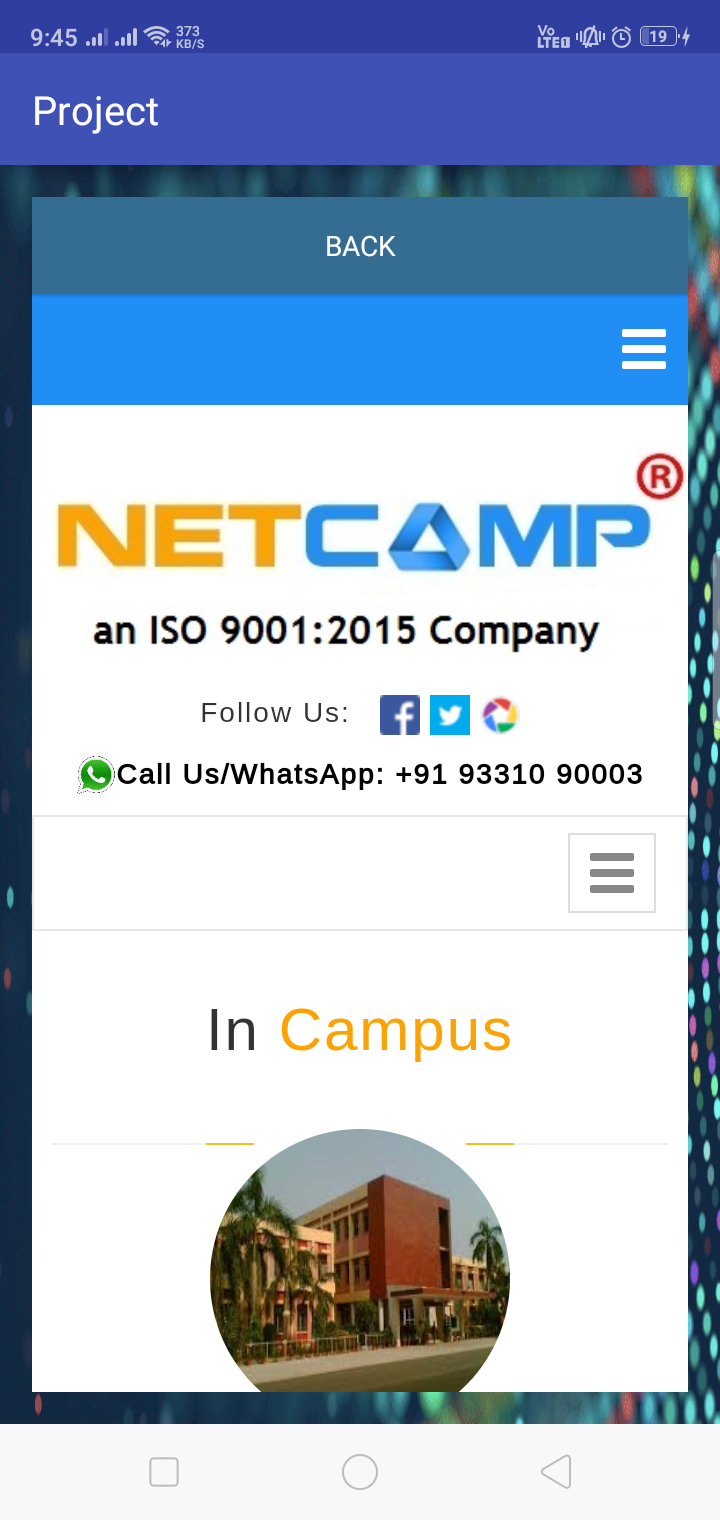 9:45 373 KB/S Vo LTE 19
Project
BACK
NETCAMP ®
an ISO 9001:2015 Company
Follow Us:
Call Us/WhatsApp: +91 93310 90003
In Campus